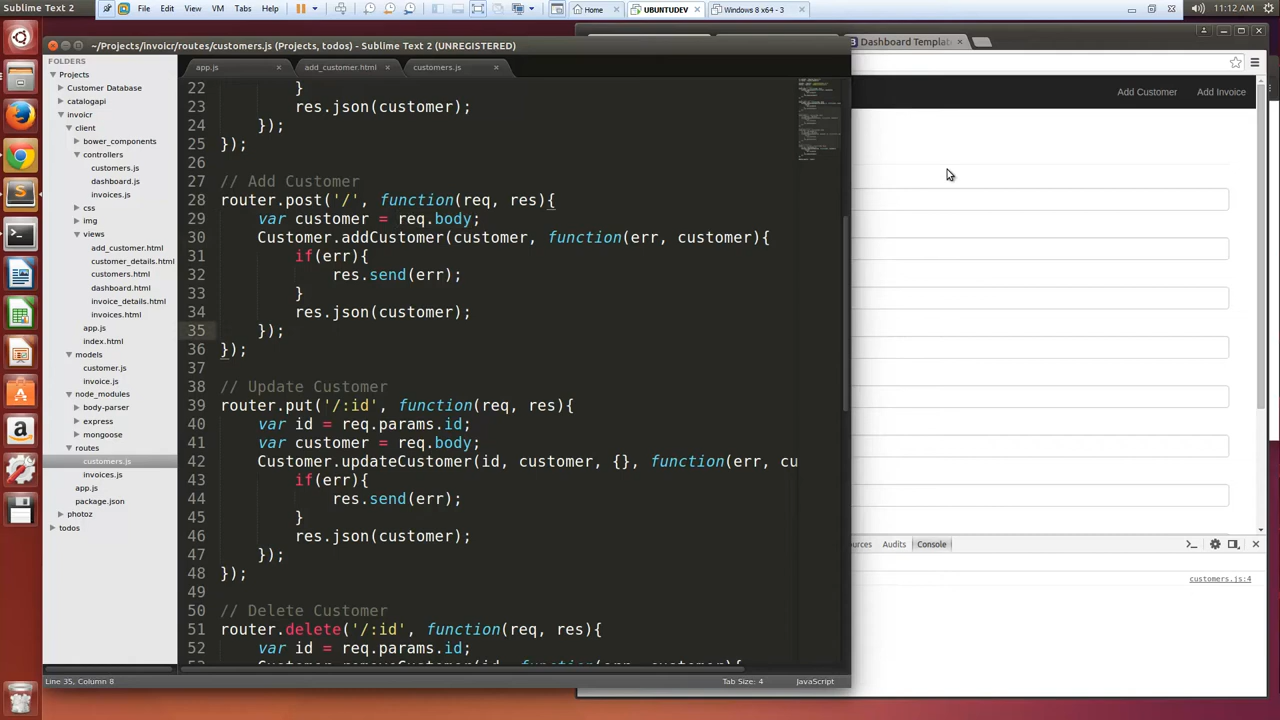 Sublime Text 2
File Edit View VM Tabs Help
Home
UBUNTUDEV
Windows 8 x64 - 3
11:12 AM
~/Projects/invoicr/routes/customers.js (Projects, todos) - Sublime Text 2 (UNREGISTERED)
Dashboard Templat
FOLDERS
Projects
Customer Database
catalogapi
invoicr
client
bower_components
controllers
customers.js
dashboard.js
invoices.js
css
img
views
add_customer.html
customer_details.html
customers.html
dashboard.html
invoice_details.html
invoices.html
app.js
index.html
models
customer.js
invoice.js
node_modules
body-parser
express
mongoose
routes
customers.js
invoices.js
app.js
package.json
photoz
todos
app.js
add_customer.html
customers.js
22 }
23 res.json(customer);
24 });
25 });
26
27 // Add Customer
28 router.post('/', function(req, res){
29 var customer = req.body;
30 Customer.addCustomer(customer, function(err, customer){
31 if(err){
32 res.send(err);
33 }
34 res.json(customer);
35 });
36 });
37
38 // Update Customer
39 router.put('/:id', function(req, res){
40 var id = req.params.id;
41 var customer = req.body;
42 Customer.updateCustomer(id, customer, {}, function(err, cu
43 if(err){
44 res.send(err);
45 }
46 res.json(customer);
47 });
48 });
49
50 // Delete Customer
51 router.delete('/:id', function(req, res){
52 var id = req.params.id;
Add Customer
Add Invoice
Audits
Console
customers.js:4
Line 35, Column 8
Tab Size: 4
JavaScript